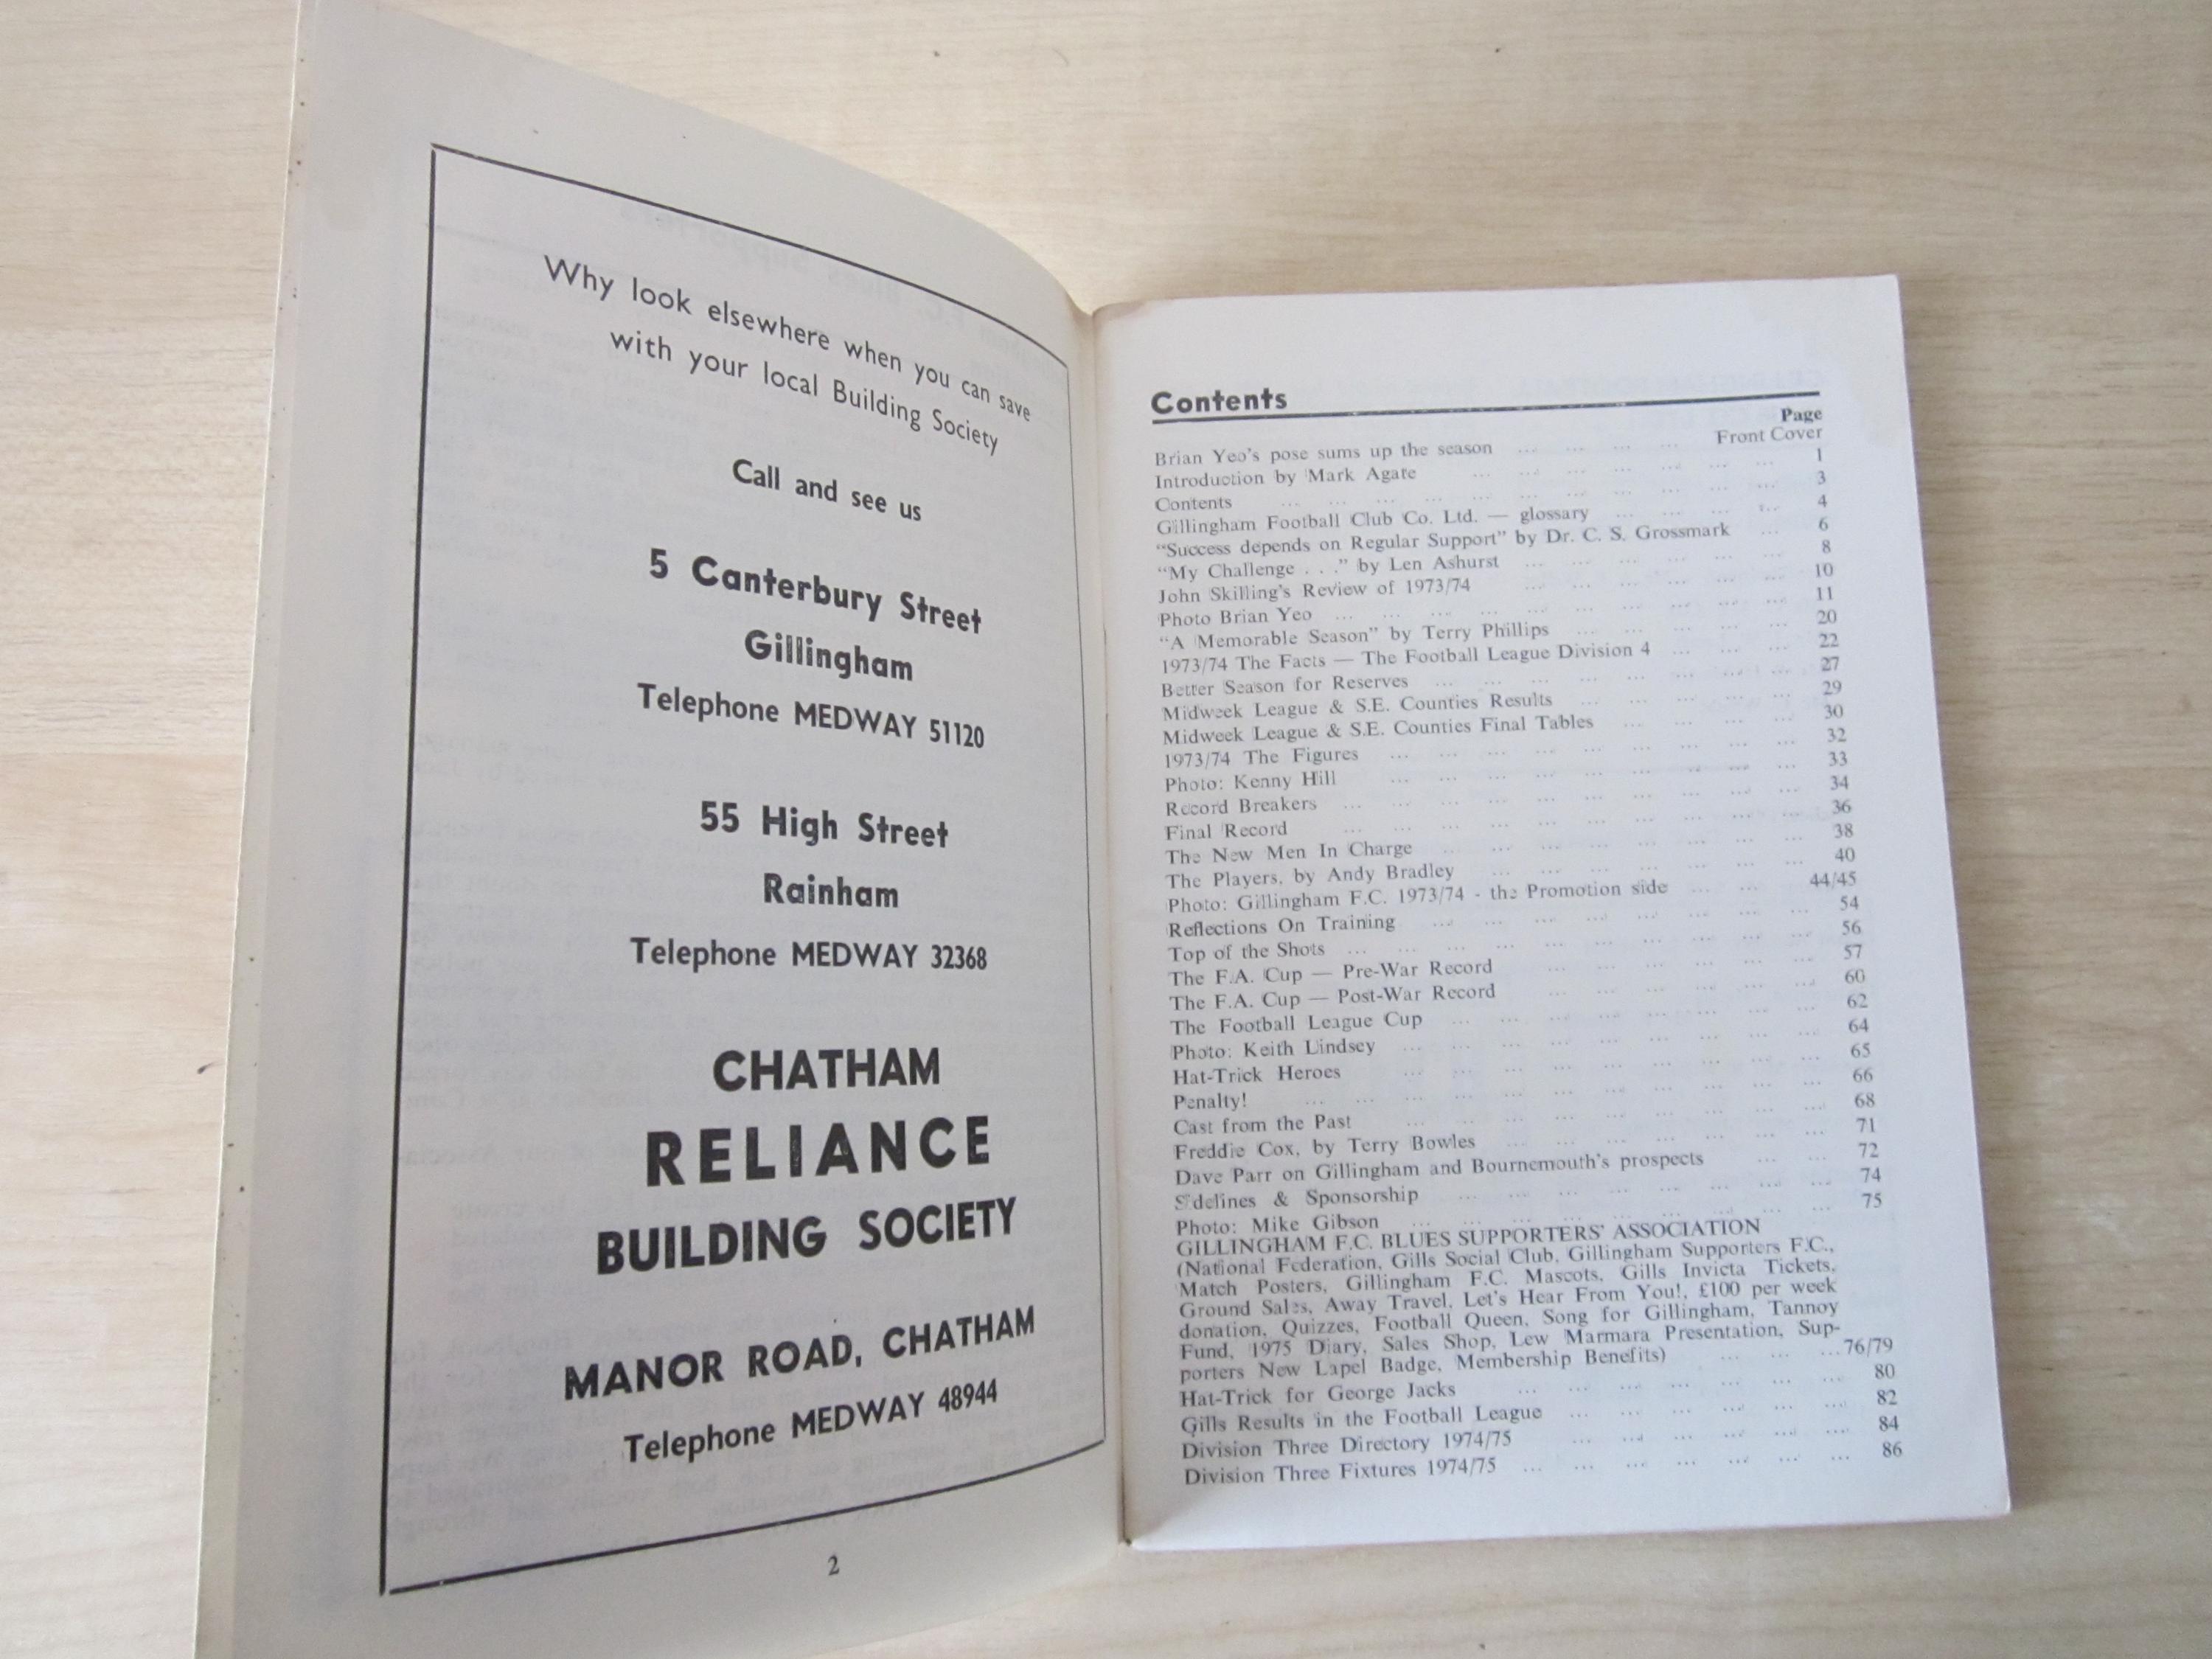 Why look elsewhere when you can save
with your local Building Society
Call and see us
5 Canterbury Street
Gillingham
Telephone MEDWAY 51120
55 High Street
Rainham
Telephone MEDWAY 32368
CHATHAM
RELIANCE
BUILDING SOCIETY
MANOR ROAD, CHATHAM
Telephone MEDWAY 48944
2
Contents
Page
Brian Yeo's pose sums up the season ... ... ... Front Cover
Introduction by Mark Agate ... ... ... 1
Contents ... ... ... 3
Gillingham Football Club Co. Ltd. — glossary ... ... ... 4
"Success depends on Regular Support" by Dr. C. S. Grossmark ... 6
"My Challenge . . ." by Len Ashurst ... ... ... 8
John Skilling's Review of 1973/74 ... ... ... 10
Photo Brian Yeo ... ... ... 11
"A Memorable Season" by Terry Phillips ... ... ... 20
1973/74 The Facts — The Football League Division 4 ... ... ... 22
Better Season for Reserves ... ... ... 27
Midweek League & S.E. Counties Results ... ... ... 29
Midweek League & S.E. Counties Final Tables ... ... ... 30
1973/74 The Figures ... ... ... 32
Photo: Kenny Hill ... ... ... 33
Record Breakers ... ... ... 34
Final Record ... ... ... 36
The New Men In Charge ... ... ... 38
The Players, by Andy Bradley ... ... ... 40
Photo: Gillingham F.C. 1973/74 - the Promotion side ... ... 44/45
Reflections On Training ... ... ... 54
Top of the Shots ... ... ... 56
The F.A. Cup — Pre-War Record ... ... ... 57
The F.A. Cup — Post-War Record ... ... ... 60
The Football League Cup ... ... ... 62
Photo: Keith Lindsey ... ... ... 64
Hat-Trick Heroes ... ... ... 65
Penalty! ... ... ... 66
Cast from the Past ... ... ... 68
Freddie Cox, by Terry Bowles ... ... ... 71
Dave Parr on Gillingham and Bournemouth's prospects ... ... 72
Sidelines & Sponsorship ... ... ... 74
Photo: Mike Gibson ... ... ... 75
GILLINGHAM F.C. BLUES SUPPORTERS' ASSOCIATION
(National Federation, Gills Social Club, Gillingham Supporters F.C.,
Match Posters, Gillingham F.C. Mascots, Gills Invicta Tickets,
Ground Sales, Away Travel, Let's Hear From You!, £100 per week
donation, Quizzes, Football Queen, Song for Gillingham, Tannoy
Fund, 1975 Diary, Sales Shop, Lew Marmara Presentation, Sup-
porters New Lapel Badge, Membership Benefits) ... ... ... 76/79
Hat-Trick for George Jacks ... ... ... 80
Gills Results in the Football League ... ... ... 82
Division Three Directory 1974/75 ... ... ... 84
Division Three Fixtures 1974/75 ... ... ... 86